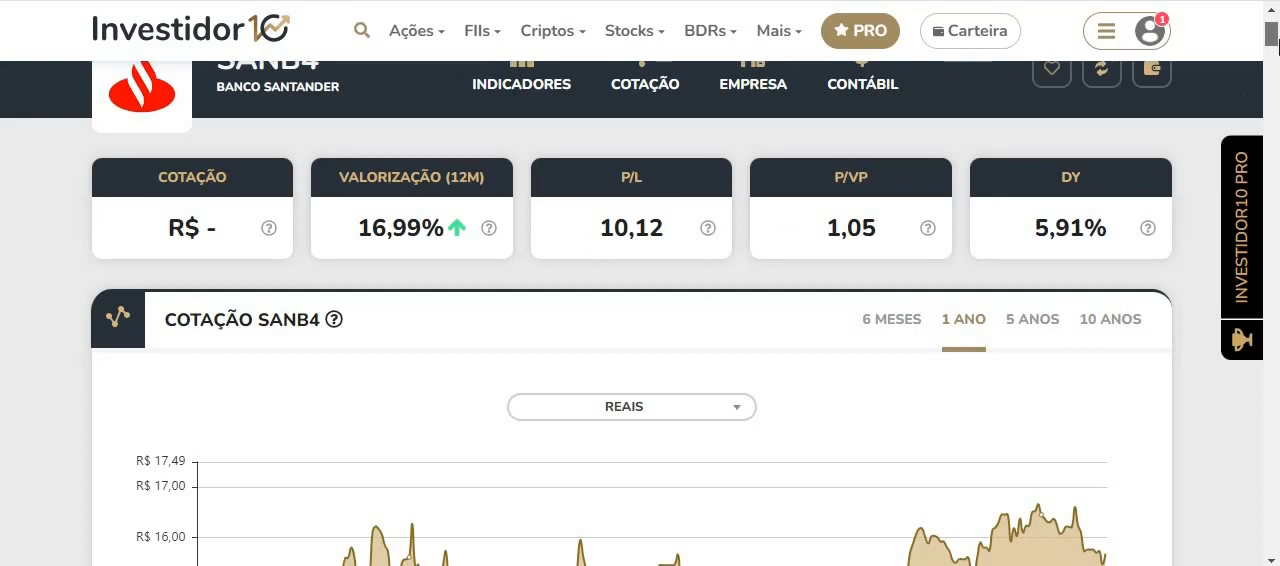 Investidor 10
Ações
FIIs
Criptos
Stocks
BDRs
Mais
PRO
Carteira
1
SANB4
BANCO SANTANDER
INDICADORES
COTAÇÃO
EMPRESA
CONTÁBIL
COTAÇÃO
VALORIZAÇÃO (12M)
P/L
P/VP
DY
R$ -
16,99%
10,12
1,05
5,91%
INVESTIDOR10 PRO
COTAÇÃO SANB4
6 MESES
1 ANO
5 ANOS
10 ANOS
REAIS
R$ 17,49
R$ 17,00
R$ 16,00